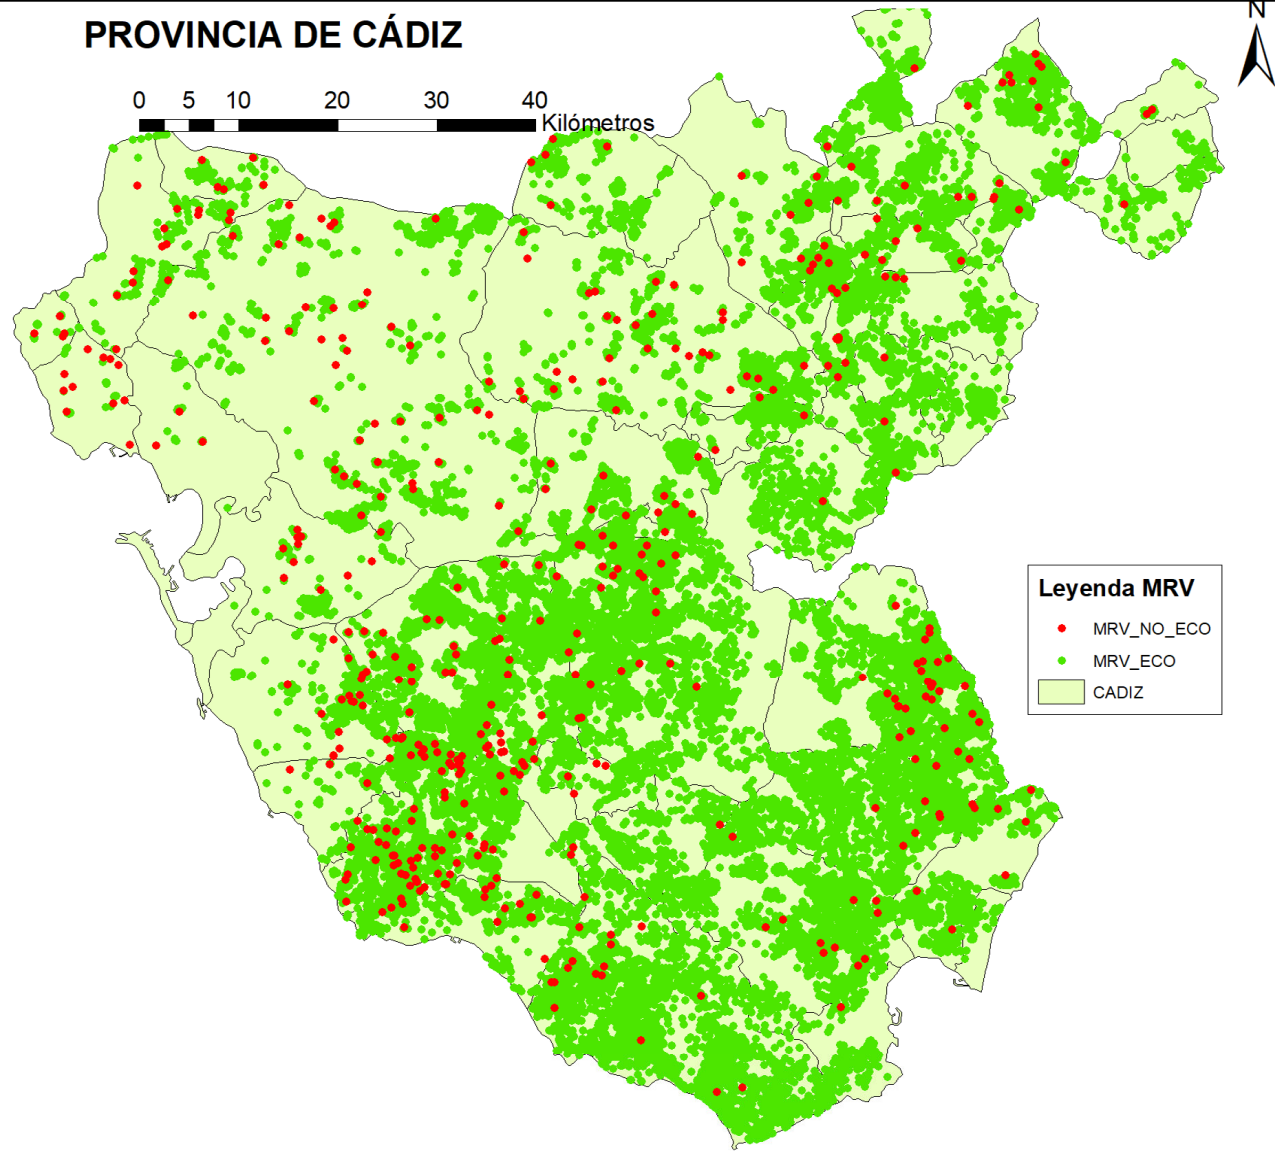 PROVINCIA DE CÁDIZ
N
0 5 10 20 30 40
Kilómetros
Leyenda MRV
MRV_NO_ECO
MRV_ECO
CADIZ